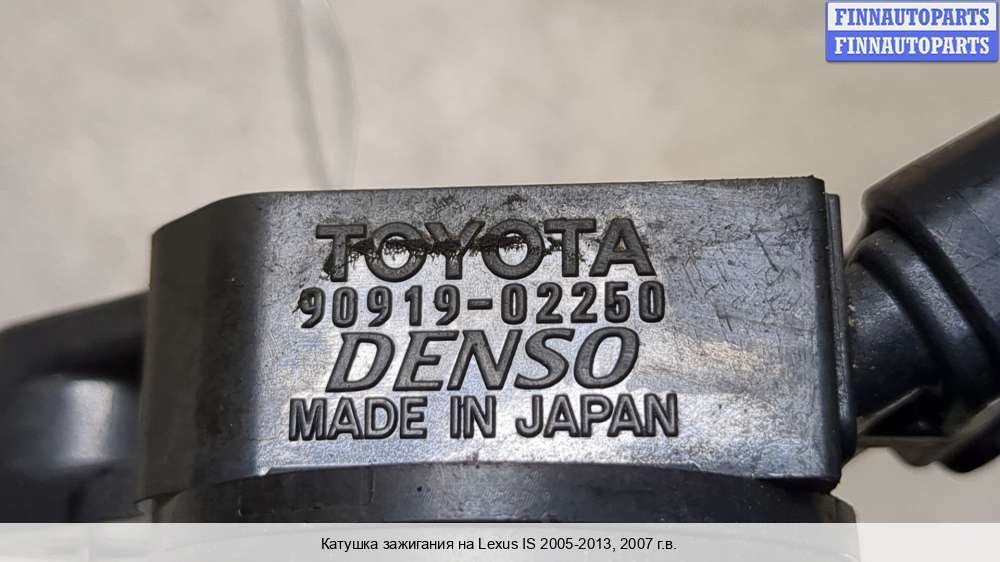 FINNAUTOPARTS
FINNAUTOPARTS
TOYOTA
90919-02250
DENSO
MADE IN JAPAN
Катушка зажигания на Lexus IS 2005-2013, 2007 г.в.